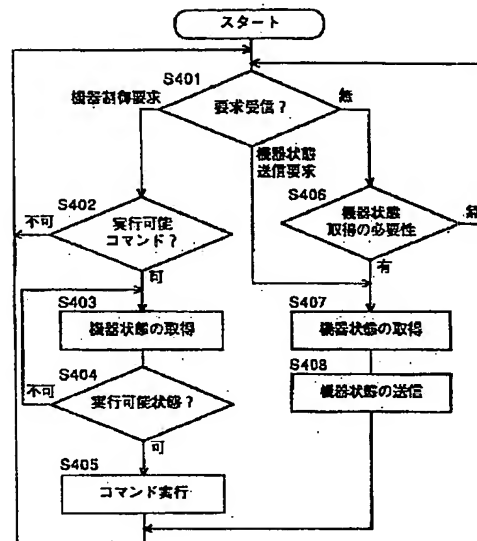 スタート
S401
機器制御要求
要求受信？
無
機器状態
送信要求
S402
S406
不可
実行可能
コマンド？
機器状態
取得の必要性
無
可
有
S403
S407
機器状態の取得
機器状態の取得
S404
S408
不可
実行可能状態？
機器状態の送信
可
S405
コマンド実行